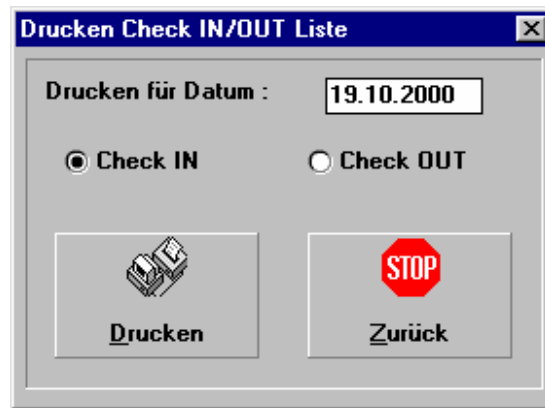 Drucken Check IN/OUT Liste
Drucken für Datum : 19.10.2000
Check IN Check OUT
STOP
Drucken Zurück